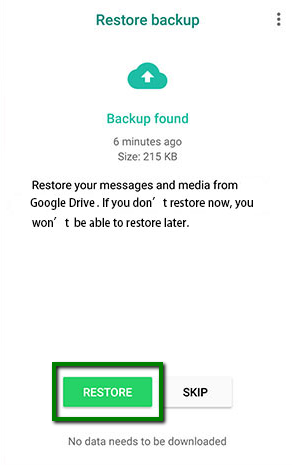 Restore backup
Backup found
6 minutes ago
Size: 215 KB
Restore your messages and media from
Google Drive . If you don’t restore now, you
won’t be able to restore later.
RESTORE SKIP
No data needs to be downloaded